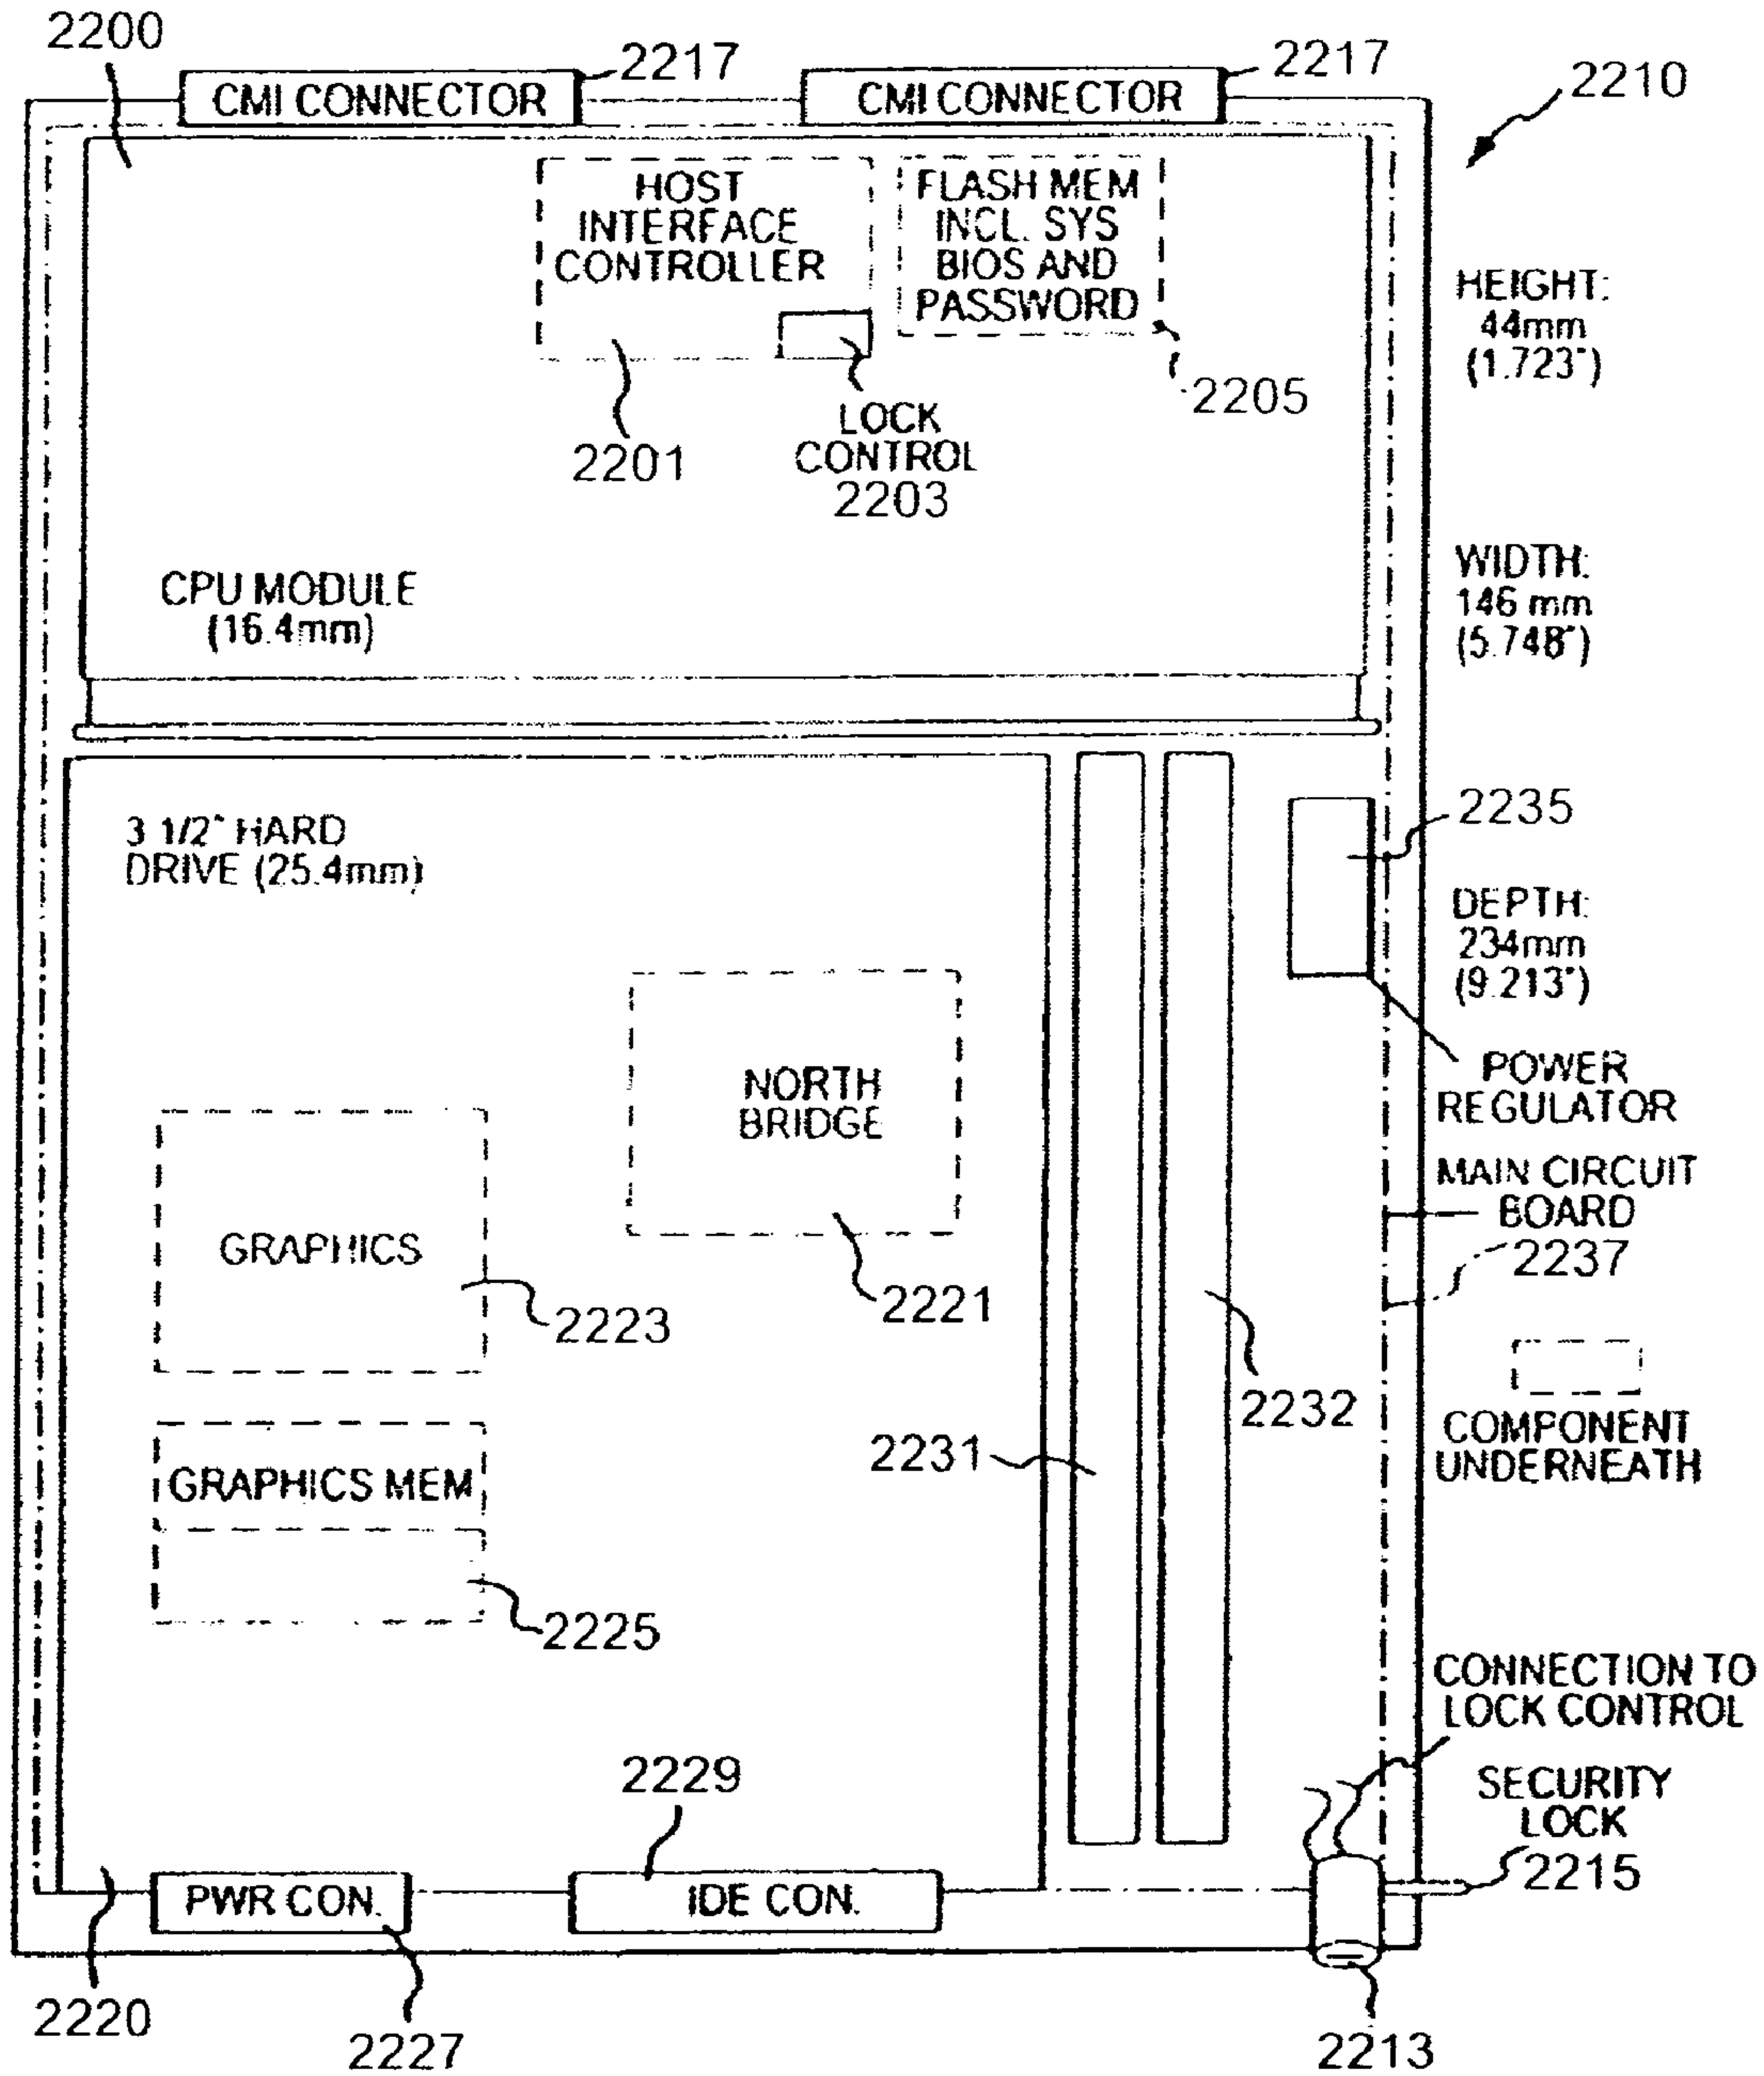 2200
2217
2217
2210
CMI CONNECTOR
CMI CONNECTOR
HOST
INTERFACE
CONTROLLER
FLASH MEM
INCL. SYS
BIOS AND
PASSWORD
HEIGHT:
44mm
(1.723")
2205
LOCK
CONTROL
2203
2201
WIDTH:
146 mm
(5.748")
CPU MODULE
(16.4mm)
3 1/2" HARD
DRIVE (25.4mm)
2235
DEPTH:
234mm
(9.213")
NORTH
BRIDGE
POWER
REGULATOR
MAIN CIRCUIT
BOARD
2237
GRAPHICS
2223
2221
2232
2231
COMPONENT
UNDERNEATH
GRAPHICS MEM
2225
CONNECTION TO
LOCK CONTROL
2229
SECURITY
LOCK
2215
PWR CON.
IDE CON.
2220
2227
2213